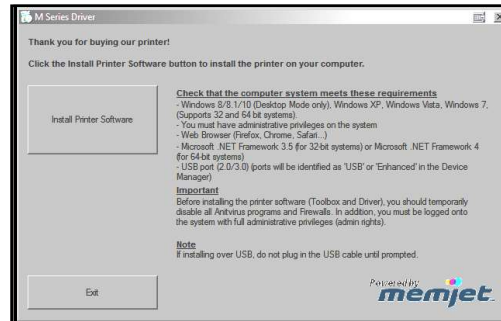 M Series Driver
Thank you for buying our printer!
Click the Install Printer Software button to install the printer on your computer.
Install Printer Software
Check that the computer system meets these requirements
- Windows 8/8.1/10 (Desktop Mode only), Windows XP, Windows Vista, Windows 7,
(Supports 32 and 64 bit systems).
- You must have administrative privileges on the system
- Web Browser (Firefox, Chrome, Safari...)
- Microsoft .NET Framework 3.5 (for 32-bit systems) or Microsoft .NET Framework 4
(for 64-bit systems)
- USB port (2.0/3.0) (ports will be identified as 'USB' or 'Enhanced' in the Device
Manager)
Important
Before installing the printer software (Toolbox and Driver), you should temporarily
disable all Anitvirus programs and Firewalls. In addition, you must be logged onto
the system with full administrative privileges (admin rights).
Note
If installing over USB, do not plug in the USB cable until prompted.
Exit
Powered by
memjet